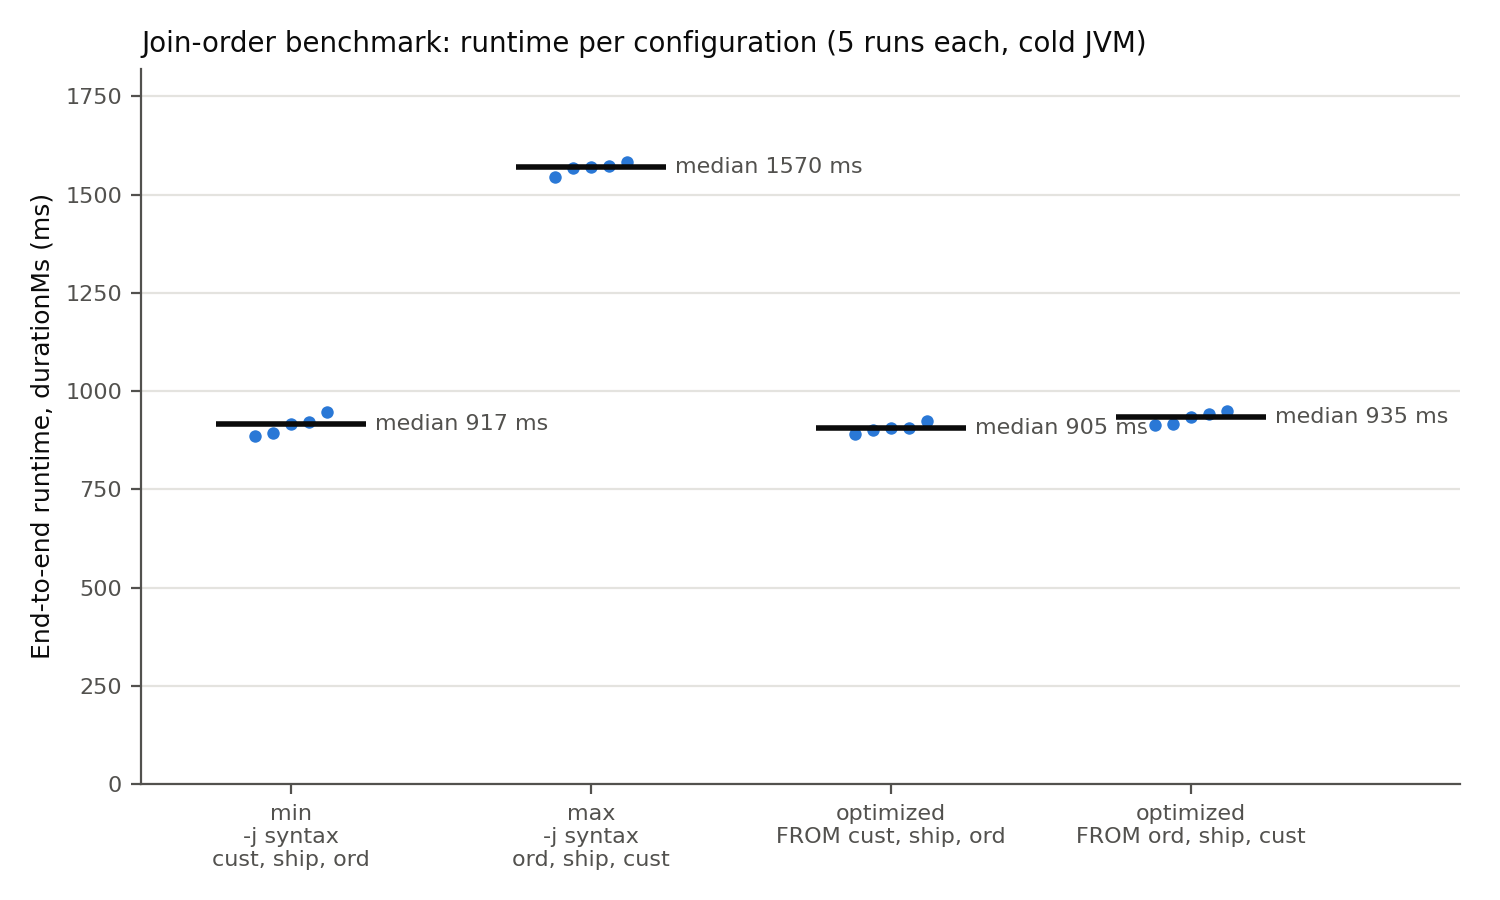 Join-order benchmark: runtime per configuration (5 runs each, cold JVM)
End-to-end runtime, durationMs (ms)
1750
1500
1250
1000
750
500
250
0
median 917 ms
median 1570 ms
median 905 ms
median 935 ms
min
-j syntax
cust, ship, ord
max
-j syntax
ord, ship, cust
optimized
FROM cust, ship, ord
optimized
FROM ord, ship, cust